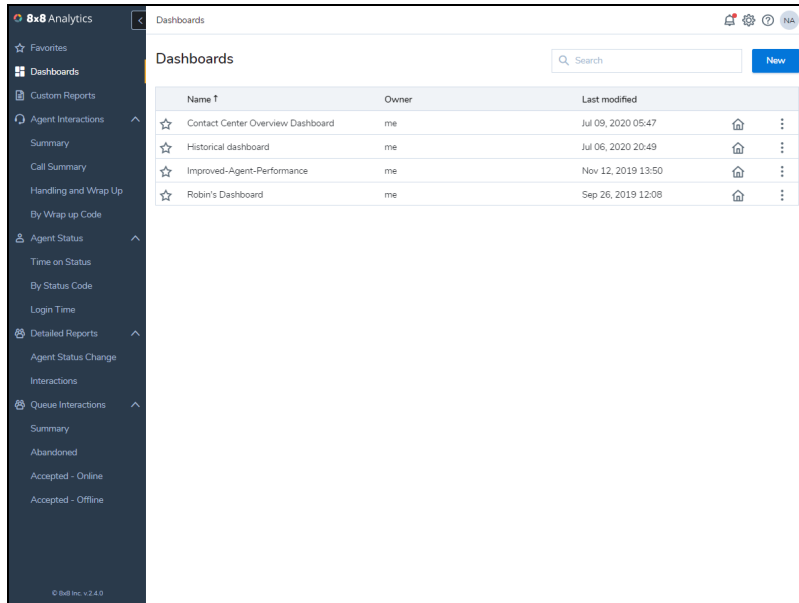 8x8 Analytics
Favorites
Dashboards
Custom Reports
Agent Interactions
Summary
Call Summary
Handling and Wrap Up
By Wrap up Code
Agent Status
Time on Status
By Status Code
Login Time
Detailed Reports
Agent Status Change
Interactions
Queue Interactions
Summary
Abandoned
Accepted - Online
Accepted - Offline
© 8x8 Inc. v.2.4.0
Dashboards
NA
Dashboards
Search
New
Name ↑ Owner Last modified
Contact Center Overview Dashboard me Jul 09, 2020 05:47
Historical dashboard me Jul 06, 2020 20:49
Improved-Agent-Performance me Nov 12, 2019 13:50
Robin's Dashboard me Sep 26, 2019 12:08